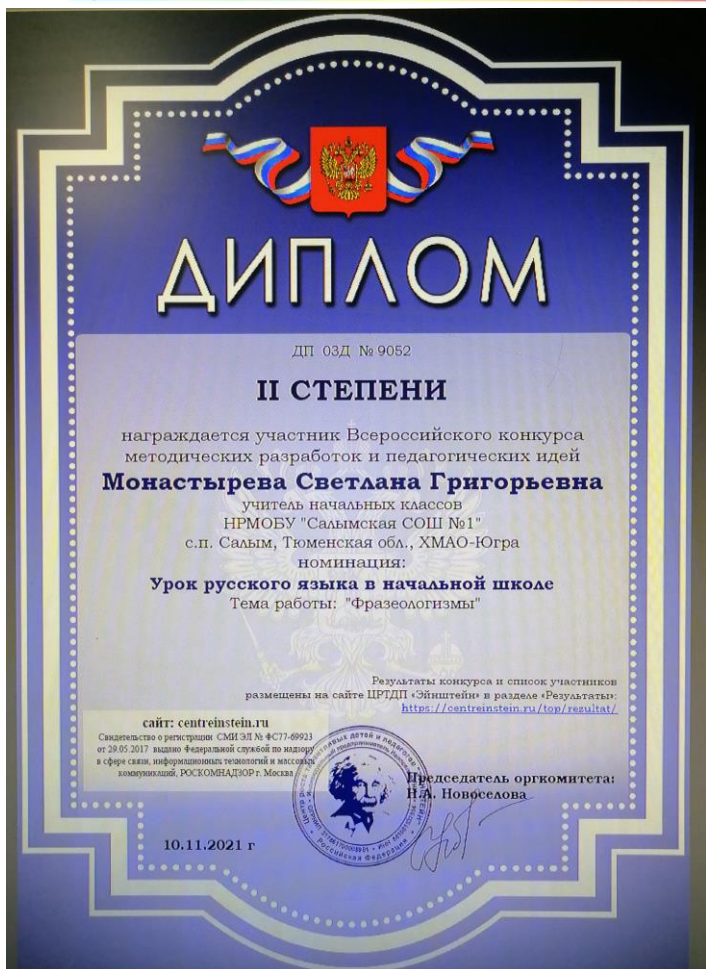 ДИПЛОМ
ДП 03Д № 9052
II СТЕПЕНИ
награждается участник Всероссийского конкурса
методических разработок и педагогических идей
Монастырева Светлана Григорьевна
учитель начальных классов
НРМОБУ "Салымская СОШ №1"
с.п. Салым, Тюменская обл., ХМАО-Югра
номинация:
Урок русского языка в начальной школе
Тема работы: "Фразеологизмы"
Результаты конкурса и список участников
размещены на сайте ЦРТДП «Эйнштейн» в разделе «Результаты»:
https://centreinstein.ru/top/rezultat/
сайт: centreinstein.ru
Свидетельство о регистрации СМИ ЭЛ № ФС77-69923
от 29.05.2017 выдано Федеральной службой по надзору
в сфере связи, информационных технологий и массовых
коммуникаций, РОСКОМНАДЗОР г. Москва
Председатель оргкомитета:
Н.А. Новоселова
Российская Федерация
10.11.2021 г